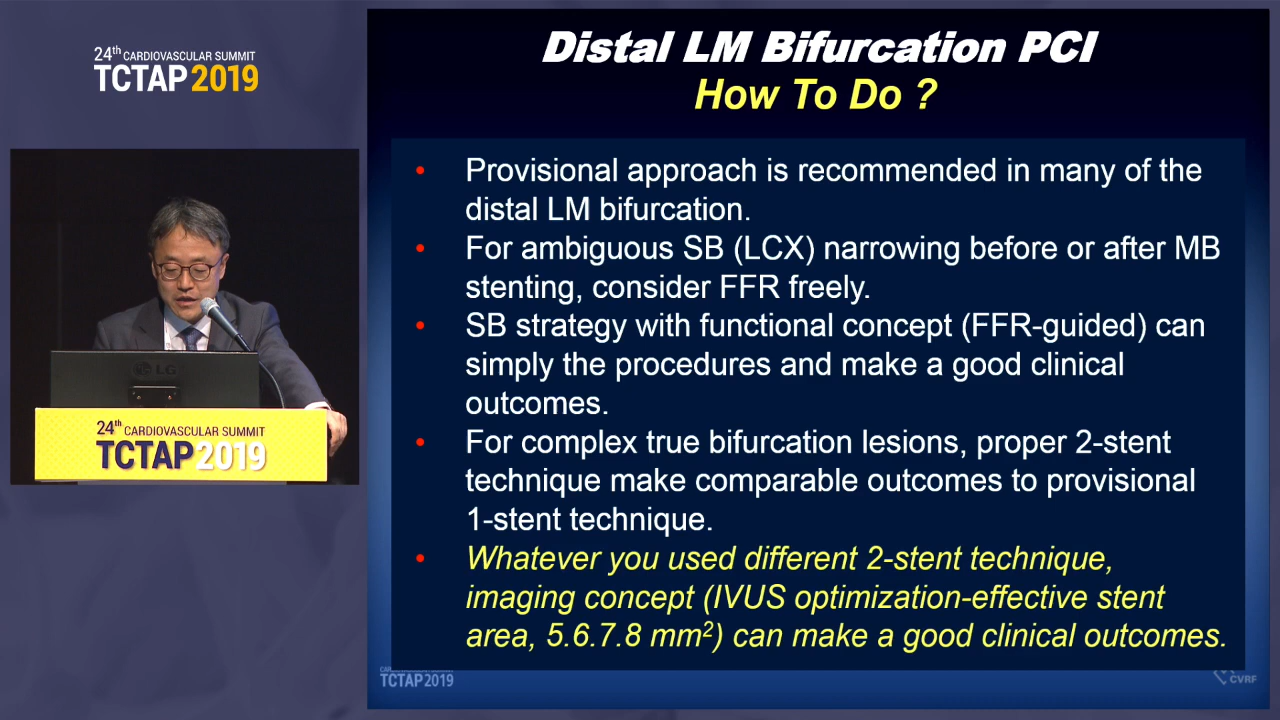 24th CARDIOVASCULAR SUMMIT
TCTAP 2019
Distal LM Bifurcation PCI
How To Do ?
• Provisional approach is recommended in many of the
distal LM bifurcation.
• For ambiguous SB (LCX) narrowing before or after MB
stenting, consider FFR freely.
• SB strategy with functional concept (FFR-guided) can
simply the procedures and make a good clinical
outcomes.
• For complex true bifurcation lesions, proper 2-stent
technique make comparable outcomes to provisional
1-stent technique.
• Whatever you used different 2-stent technique,
imaging concept (IVUS optimization-effective stent
area, 5.6.7.8 mm²) can make a good clinical outcomes.
LG
24th CARDIOVASCULAR SUMMIT
TCTAP 2019
TCTAP2019
CVRF